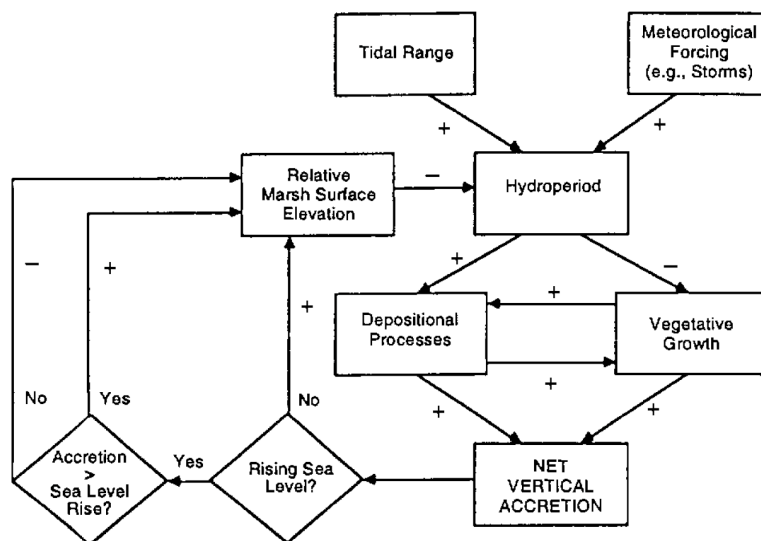 Tidal Range
Meteorological
Forcing
(e.g., Storms)
+
+
Relative
Marsh Surface
Elevation
−
Hydroperiod
−
+
+
+
−
Depositional
Processes
+
+
Vegetative
Growth
No
Yes
No
+
+
Accretion
>
Sea Level
Rise?
Yes
Rising Sea
Level?
NET
VERTICAL
ACCRETION